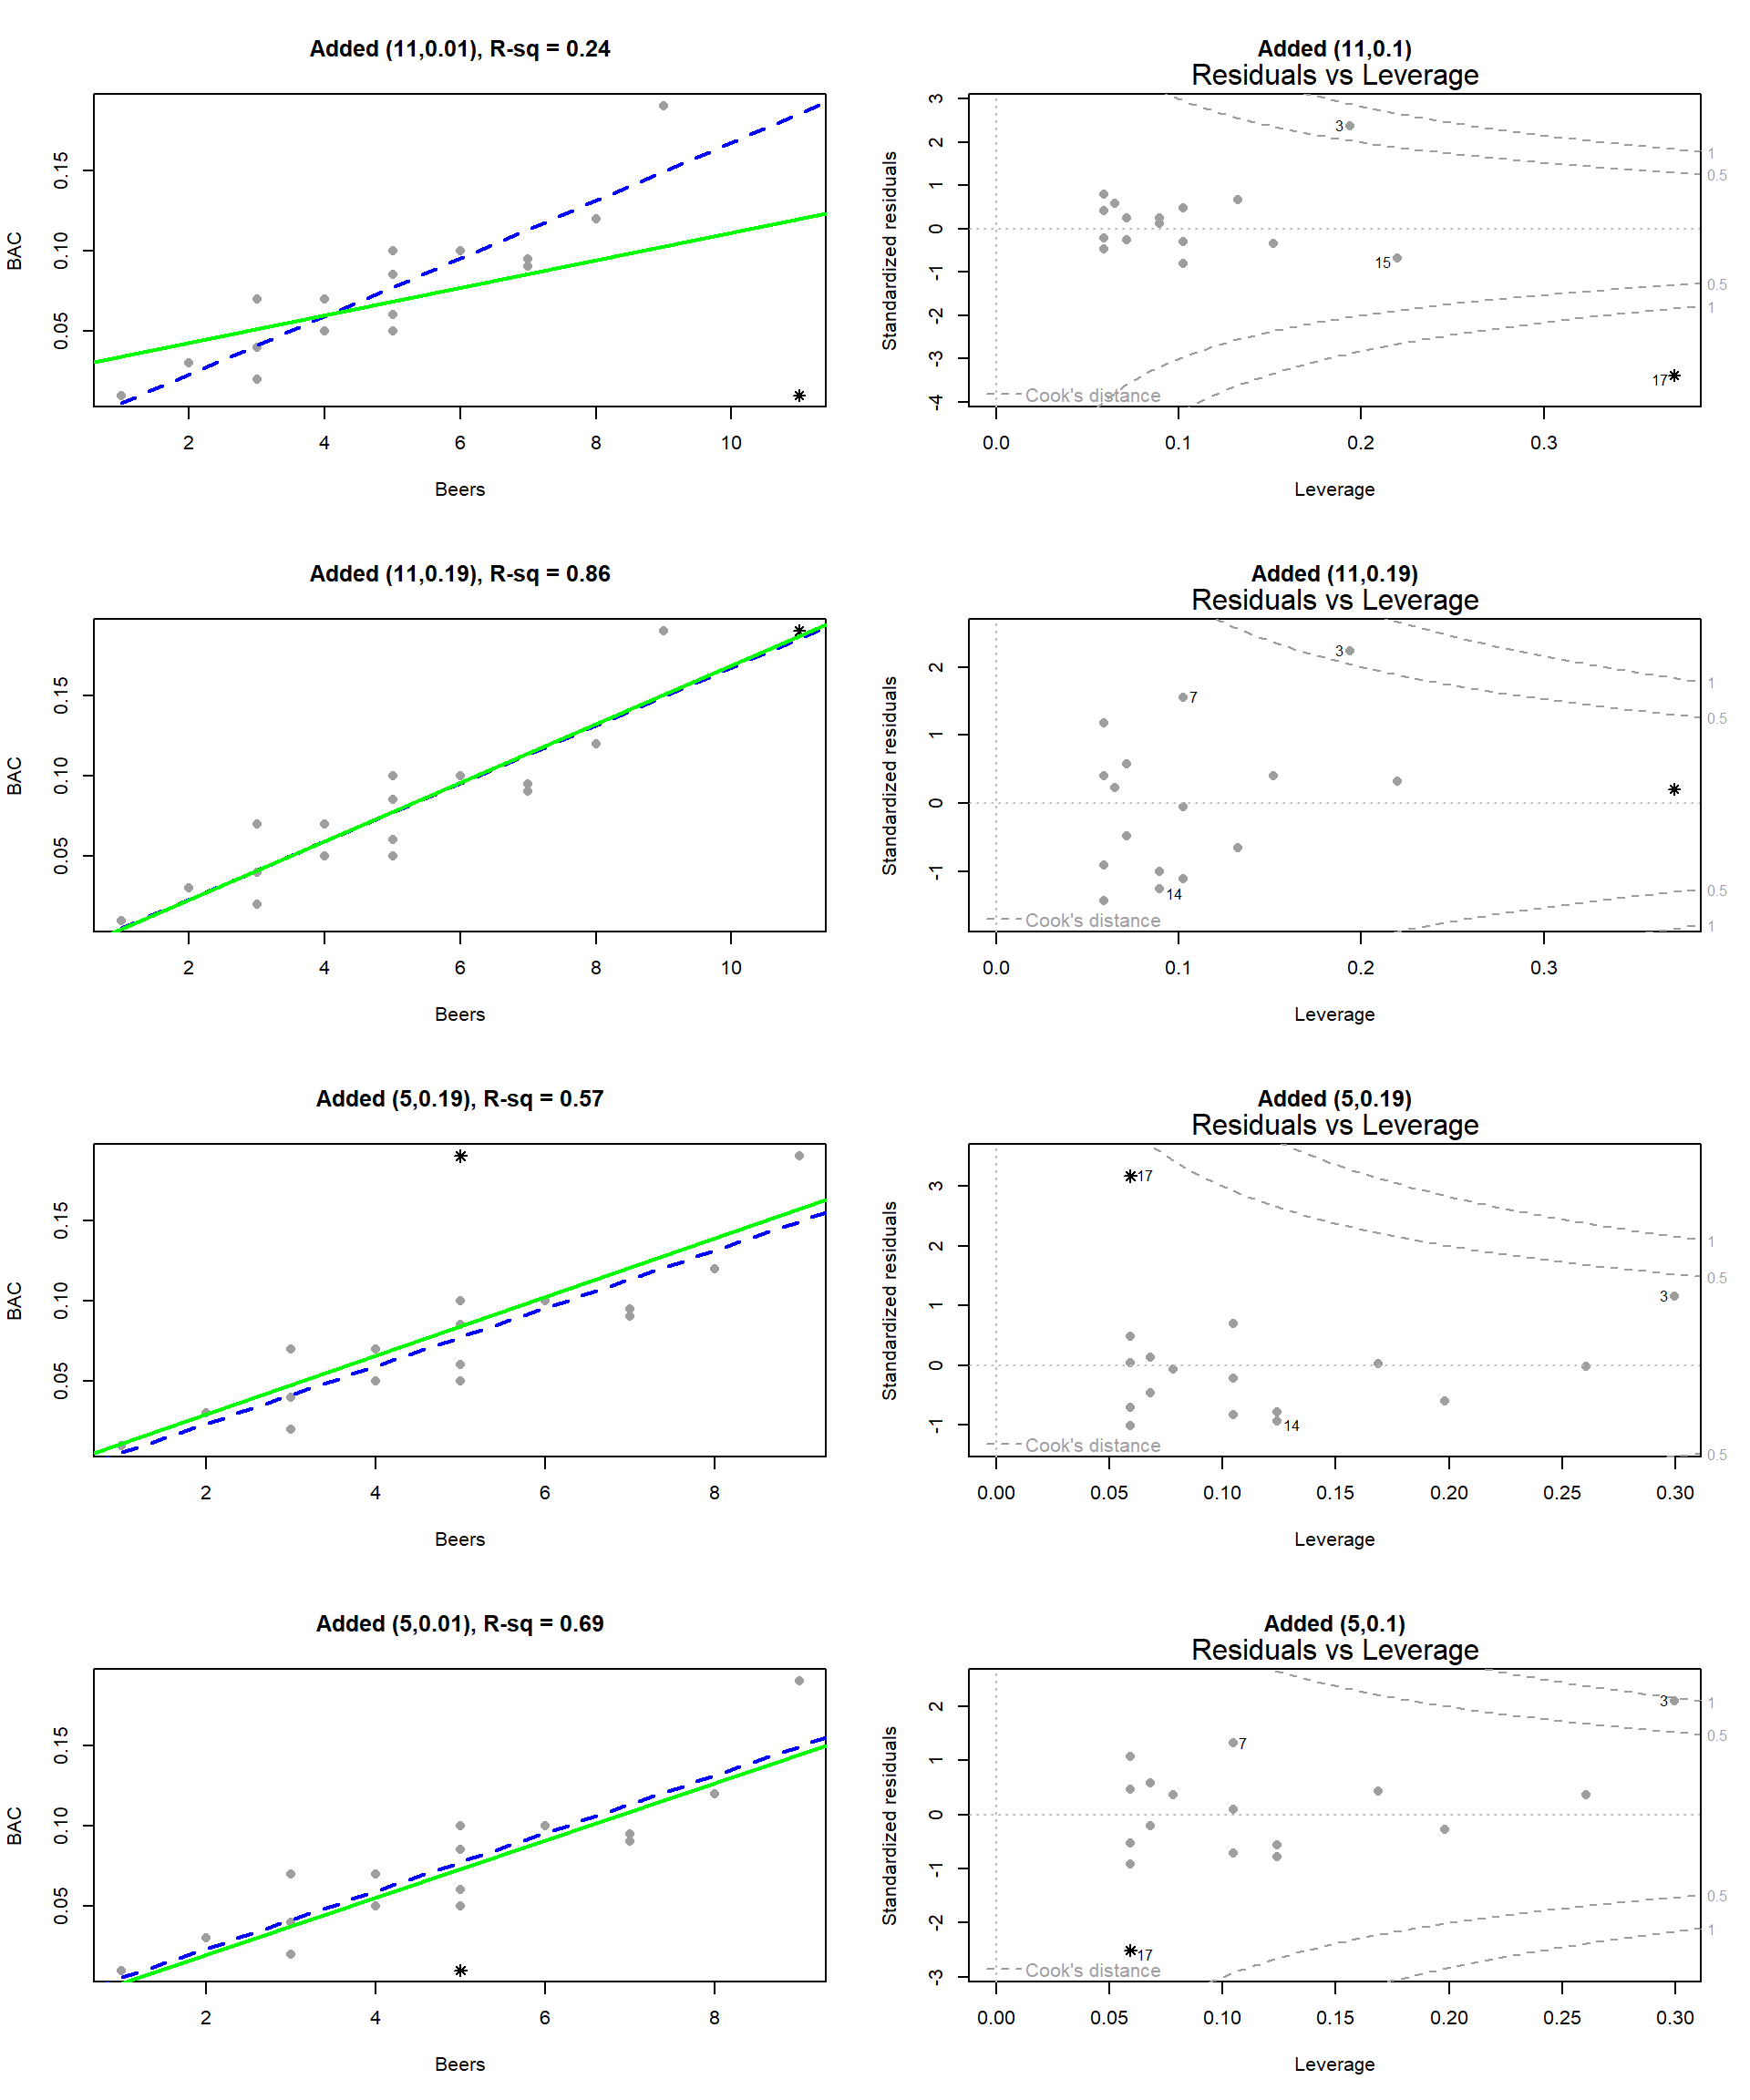 Added (11,0.01), R-sq = 0.24
BAC
0.15
0.10
0.05
2 4 6 8 10
Beers
Added (11,0.1)
Residuals vs Leverage
Standardized residuals
3
2
1
0
-1
-2
-3
-4
3
15
17
1
0.5
0.5
1
Cook's distance
0.0 0.1 0.2 0.3
Leverage
Added (11,0.19), R-sq = 0.86
BAC
0.15
0.10
0.05
2 4 6 8 10
Beers
Added (11,0.19)
Residuals vs Leverage
Standardized residuals
2
1
0
-1
3
7
14
1
0.5
0.5
1
Cook's distance
0.0 0.1 0.2 0.3
Leverage
Added (5,0.19), R-sq = 0.57
BAC
0.15
0.10
0.05
2 4 6 8
Beers
Added (5,0.19)
Residuals vs Leverage
Standardized residuals
3
2
1
0
-1
17
3
14
1
0.5
0.5
Cook's distance
0.00 0.05 0.10 0.15 0.20 0.25 0.30
Leverage
Added (5,0.01), R-sq = 0.69
BAC
0.15
0.10
0.05
2 4 6 8
Beers
Added (5,0.1)
Residuals vs Leverage
Standardized residuals
2
1
0
-1
-2
-3
3
7
17
1
0.5
0.5
1
Cook's distance
0.00 0.05 0.10 0.15 0.20 0.25 0.30
Leverage